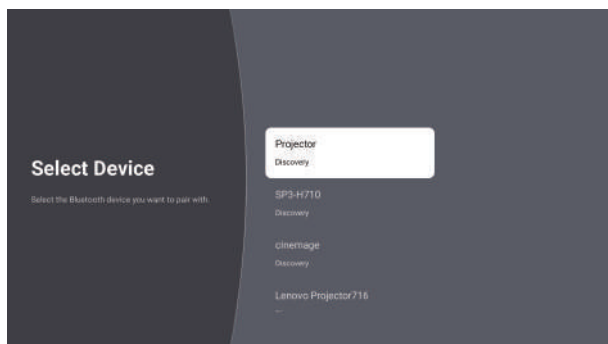 Select Device
Select the Bluetooth device you want to pair with.
Projector
Discovery
SP3-H710
Discovery
cinemage
Discovery
Lenovo Projector716